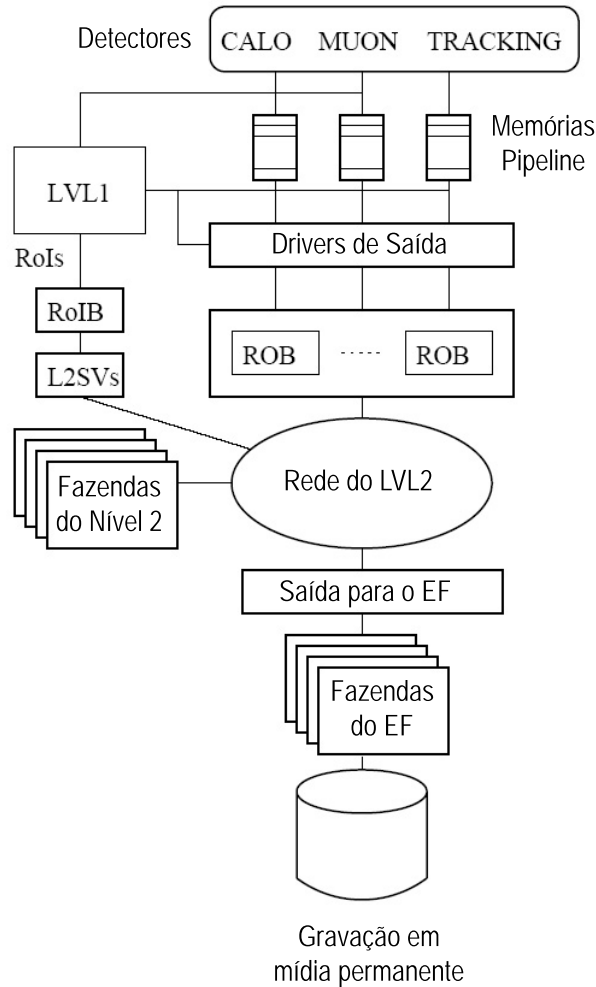 Detectores
CALO MUON TRACKING
Memórias
Pipeline
LVL1
Drivers de Saída
RoIs
RoIB
ROB ..... ROB
L2SVs
Rede do LVL2
Fazendas
do Nível 2
Saída para o EF
Fazendas
do EF
Gravação em
mídia permanente